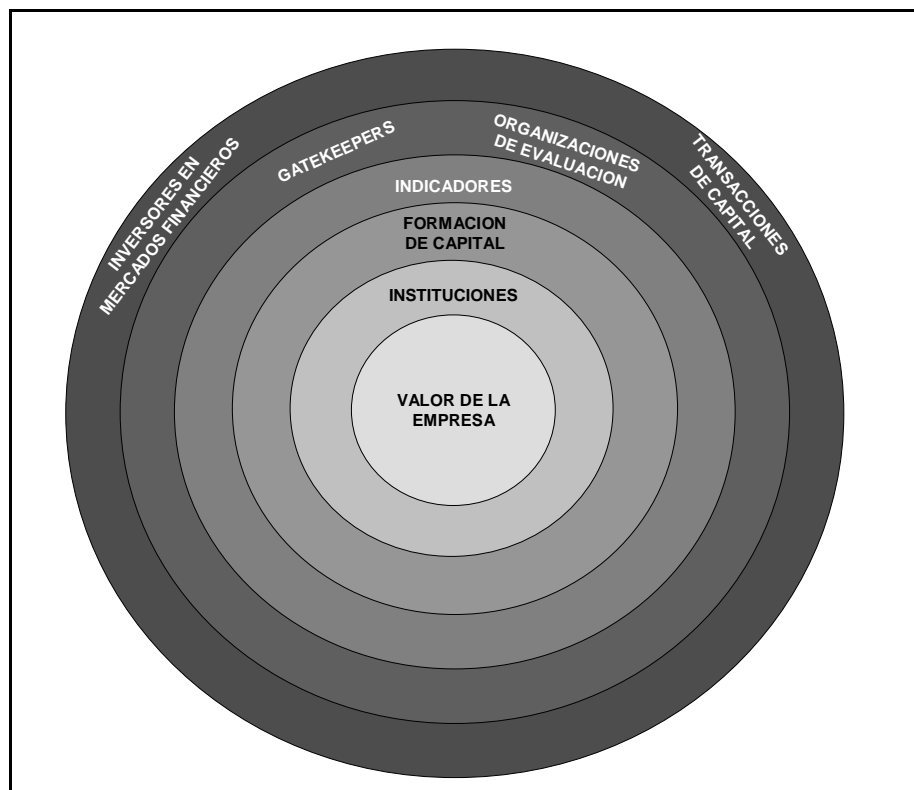 INVERSORES EN
MERCADOS FINANCIEROS
GATEKEEPERS
ORGANIZACIONES
DE EVALUACION
TRANSACCIONES
DE CAPITAL
INDICADORES
FORMACION
DE CAPITAL
INSTITUCIONES
VALOR DE LA
EMPRESA